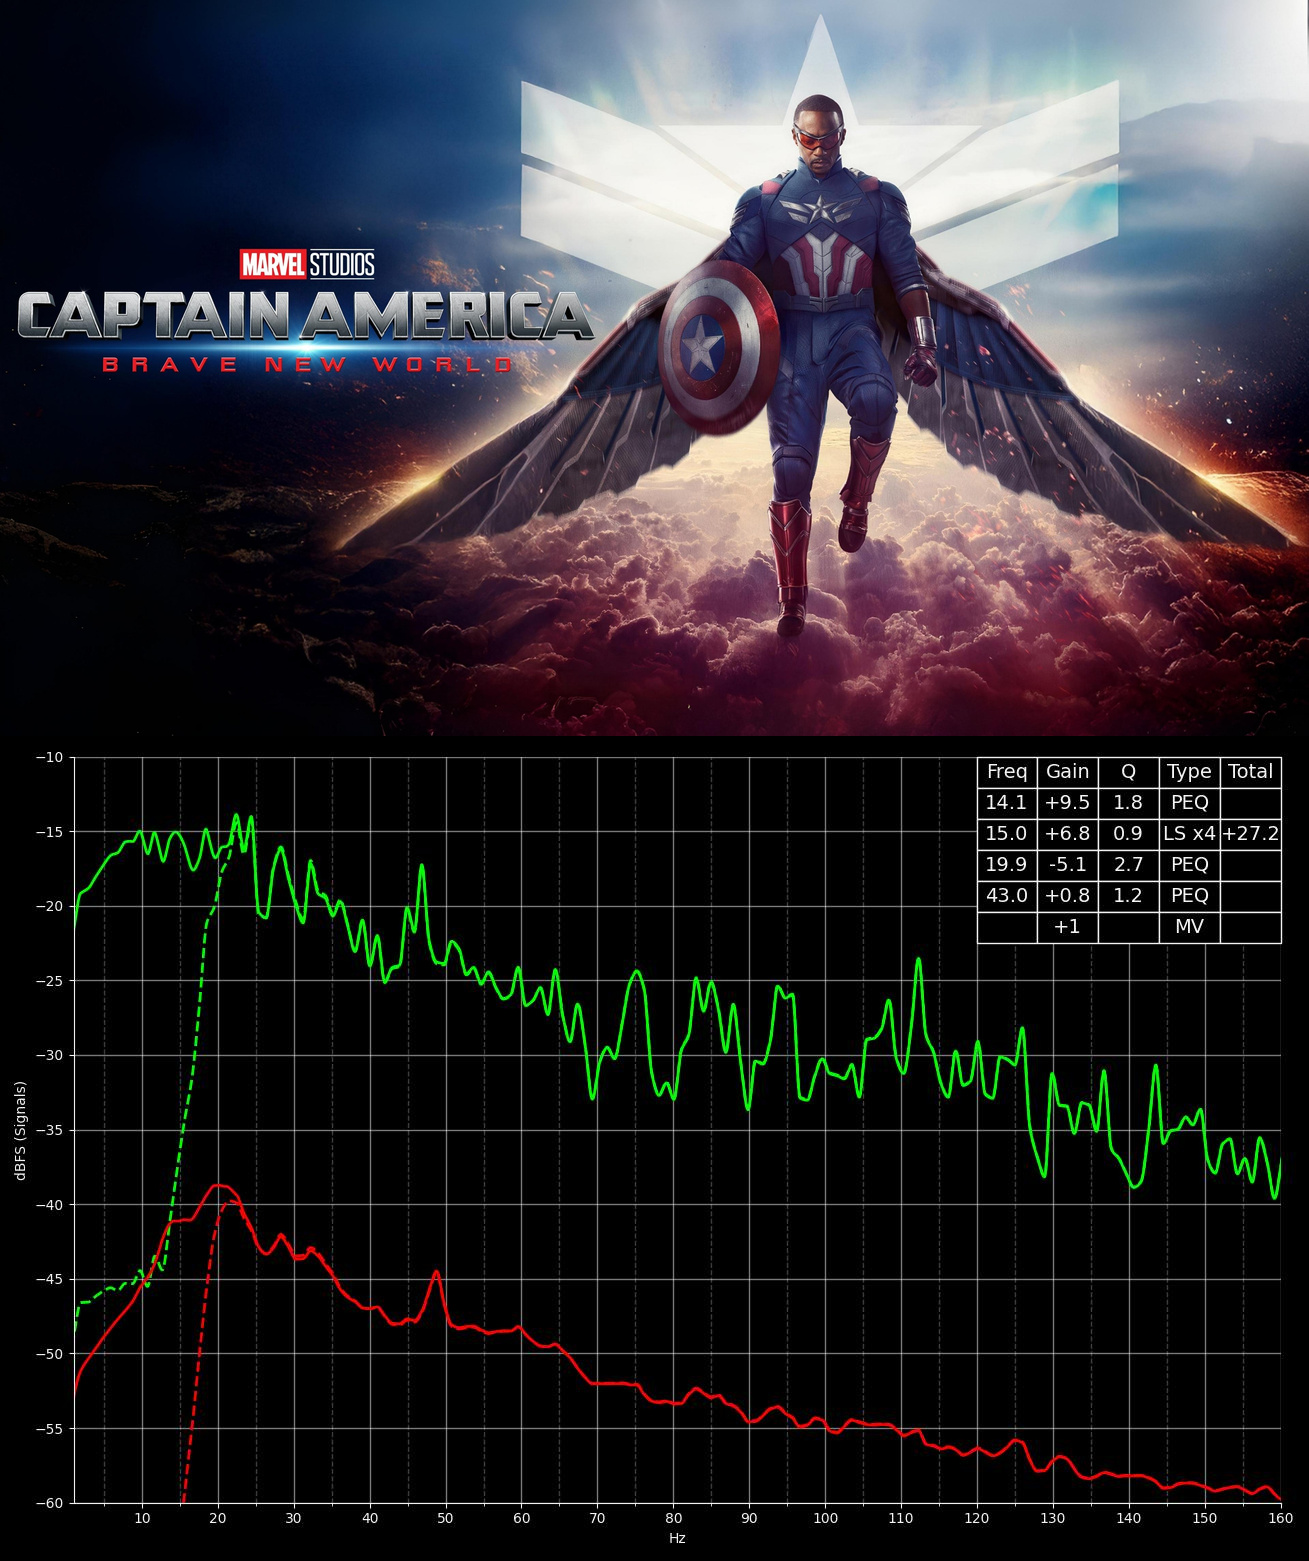 MARVEL STUDIOS
CAPTAIN AMERICA
BRAVE NEW WORLD
Freq Gain Q Type Total
14.1 +9.5 1.8 PEQ
15.0 +6.8 0.9 LS x4 +27.2
19.9 -5.1 2.7 PEQ
43.0 +0.8 1.2 PEQ
+1 MV
dBFS (Signals)
−10
−15
−20
−25
−30
−35
−40
−45
−50
−55
−60
10 20 30 40 50 60 70 80 90 100 110 120 130 140 150 160
Hz